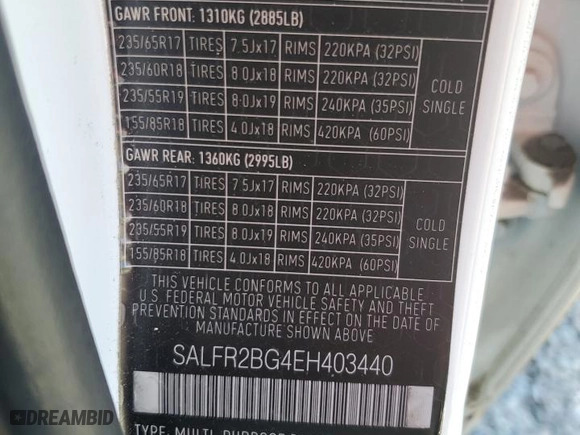 GAWR FRONT: 1310KG (2885LB)
235/65R17 TIRES 7.5Jx17 RIMS 220KPA (32PSI)
235/60R18 TIRES 8.0Jx18 RIMS 220KPA (32PSI) COLD
235/55R19 TIRES 8.0Jx19 RIMS 240KPA (35PSI) SINGLE
155/85R18 TIRES 4.0Jx18 RIMS 420KPA (60PSI)
GAWR REAR: 1360KG (2995LB)
235/65R17 TIRES 7.5Jx17 RIMS 220KPA (32PSI)
235/60R18 TIRES 8.0Jx18 RIMS 220KPA (32PSI) COLD
235/55R19 TIRES 8.0Jx19 RIMS 240KPA (35PSI) SINGLE
155/85R18 TIRES 4.0Jx18 RIMS 420KPA (60PSI)
THIS VEHICLE CONFORMS TO ALL APPLICABLE
U.S. FEDERAL MOTOR VEHICLE SAFETY AND THEFT
PREVENTION STANDARDS IN EFFECT ON THE DATE OF
MANUFACTURE SHOWN ABOVE
SALFR2BG4EH403440
TYPE: MULTI-PURPOSE
DREAMBID